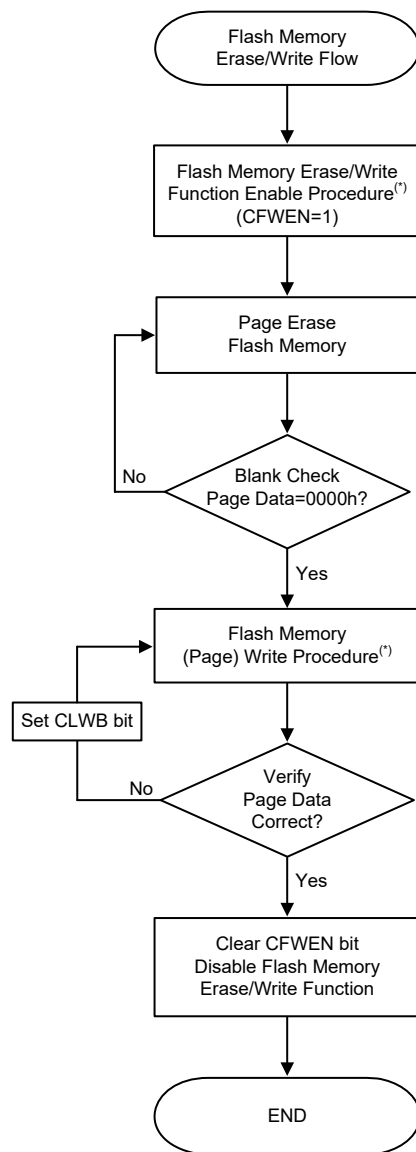 Flash Memory
Erase/Write Flow
Flash Memory Erase/Write
Function Enable Procedure(*)
(CFWEN=1)
Page Erase
Flash Memory
No
Blank Check
Page Data=0000h?
Yes
Flash Memory
(Page) Write Procedure(*)
Set CLWB bit
No
Verify
Page Data
Correct?
Yes
Clear CFWEN bit
Disable Flash Memory
Erase/Write Function
END